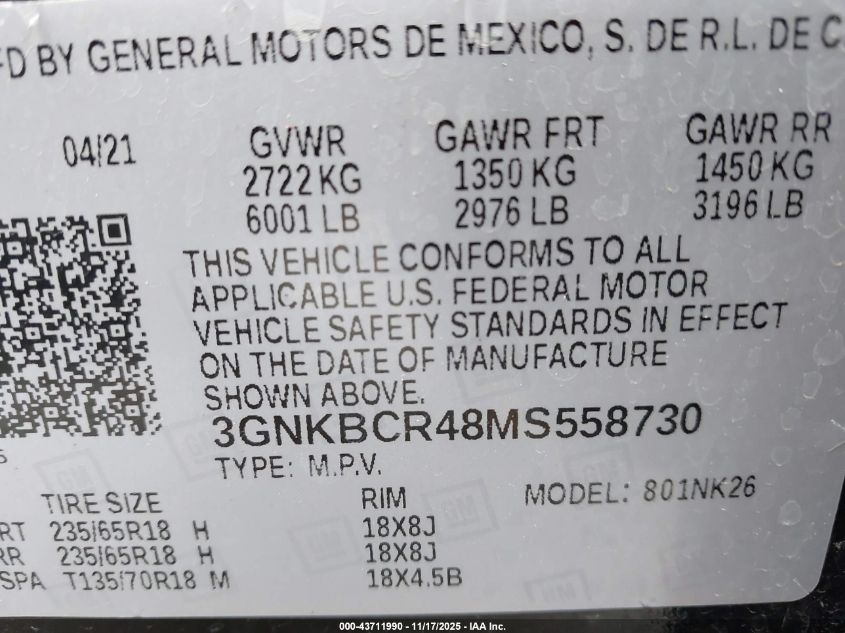 FD BY GENERAL MOTORS DE MEXICO, S. DE R.L. DE C
04/21 GVWR GAWR FRT GAWR RR
2722 KG 1350 KG 1450 KG
6001 LB 2976 LB 3196 LB
THIS VEHICLE CONFORMS TO ALL
APPLICABLE U.S. FEDERAL MOTOR
VEHICLE SAFETY STANDARDS IN EFFECT
ON THE DATE OF MANUFACTURE
SHOWN ABOVE.
3GNKBCR48MS558730
TYPE: M.P.V.
TIRE SIZE RIM MODEL: 801NK26
RT 235/65R18 H 18X8J
RR 235/65R18 H 18X8J
SPA T135/70R18 M 18X4.5B
000-43711990 - 11/17/2025 - IAA Inc.